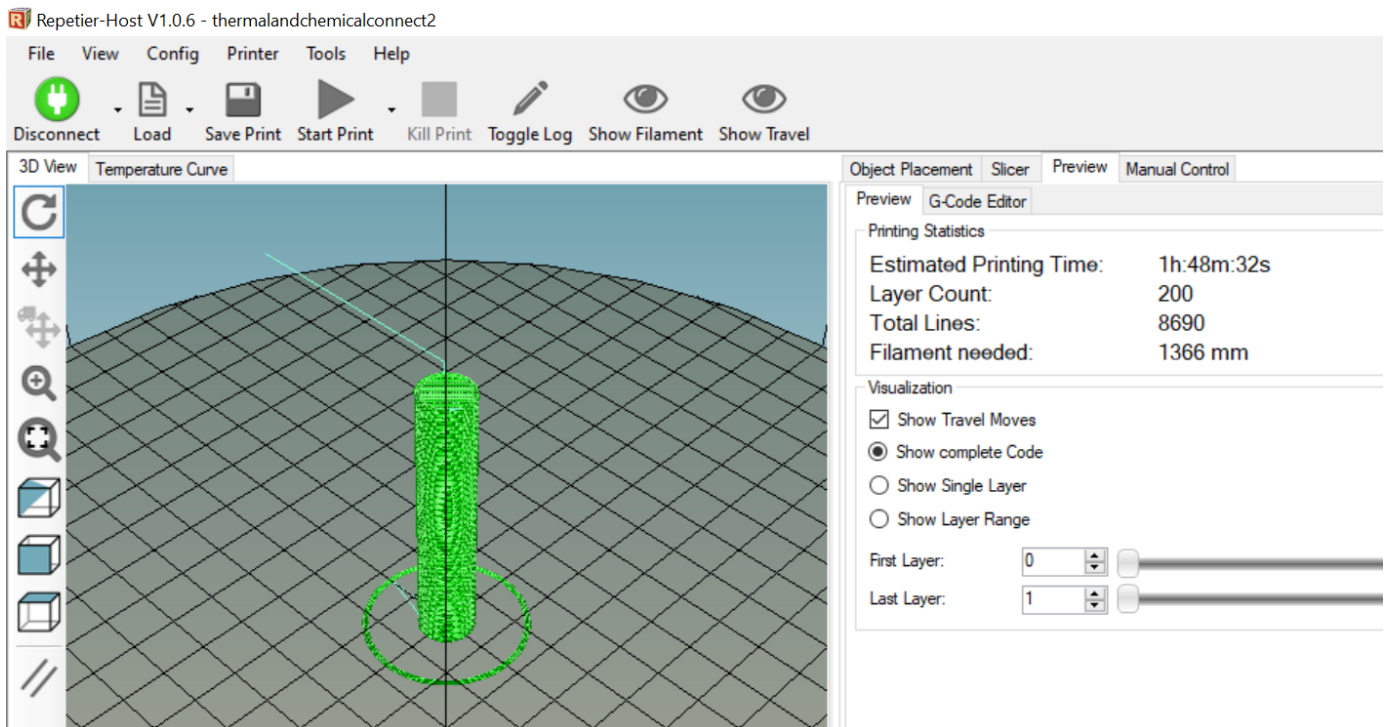 Repetier-Host V1.0.6 - thermalandchemicalconnect2
File View Config Printer Tools Help
Disconnect Load Save Print Start Print Kill Print Toggle Log Show Filament Show Travel
3D View Temperature Curve
Object Placement Slicer Preview Manual Control
Preview G-Code Editor
Printing Statistics
Estimated Printing Time: 1h:48m:32s
Layer Count: 200
Total Lines: 8690
Filament needed: 1366 mm
Visualization
Show Travel Moves
Show complete Code
Show Single Layer
Show Layer Range
First Layer: 0
Last Layer: 1